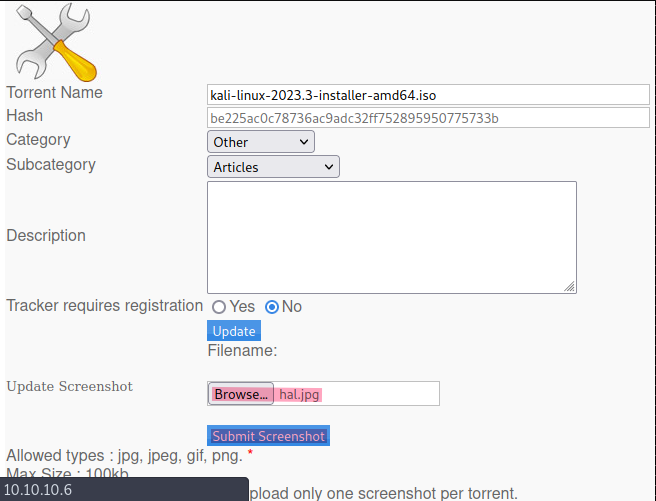 Torrent Name kali-linux-2023.3-installer-amd64.iso
Hash be225ac0c78736ac9adc32ff752895950775733b
Category Other
Subcategory Articles
Description
Tracker requires registration Yes No
Update
Filename:
Update Screenshot Browse... hal.jpg
Submit Screenshot
Allowed types : jpg, jpeg, gif, png. *
Max Size : 100kb
10.10.10.6 pload only one screenshot per torrent.